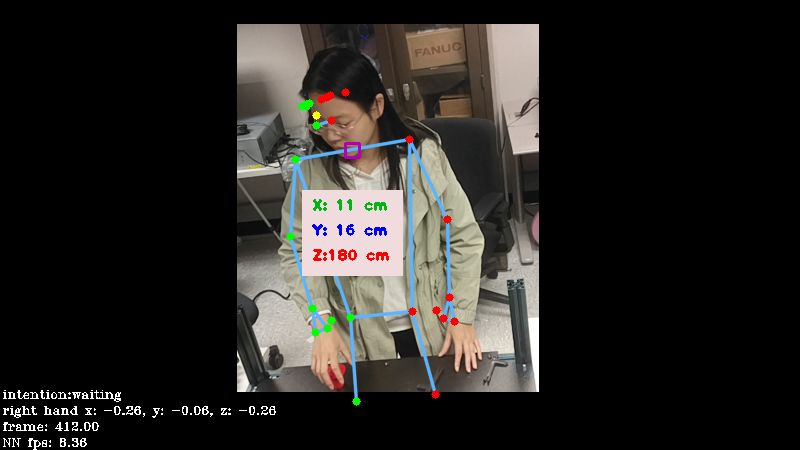 FANUC
X: 11 cm
Y: 16 cm
Z:180 cm
intention:waiting
right hand x: -0.26, y: -0.06, z: -0.26
frame: 412.00
NN fps: 8.36